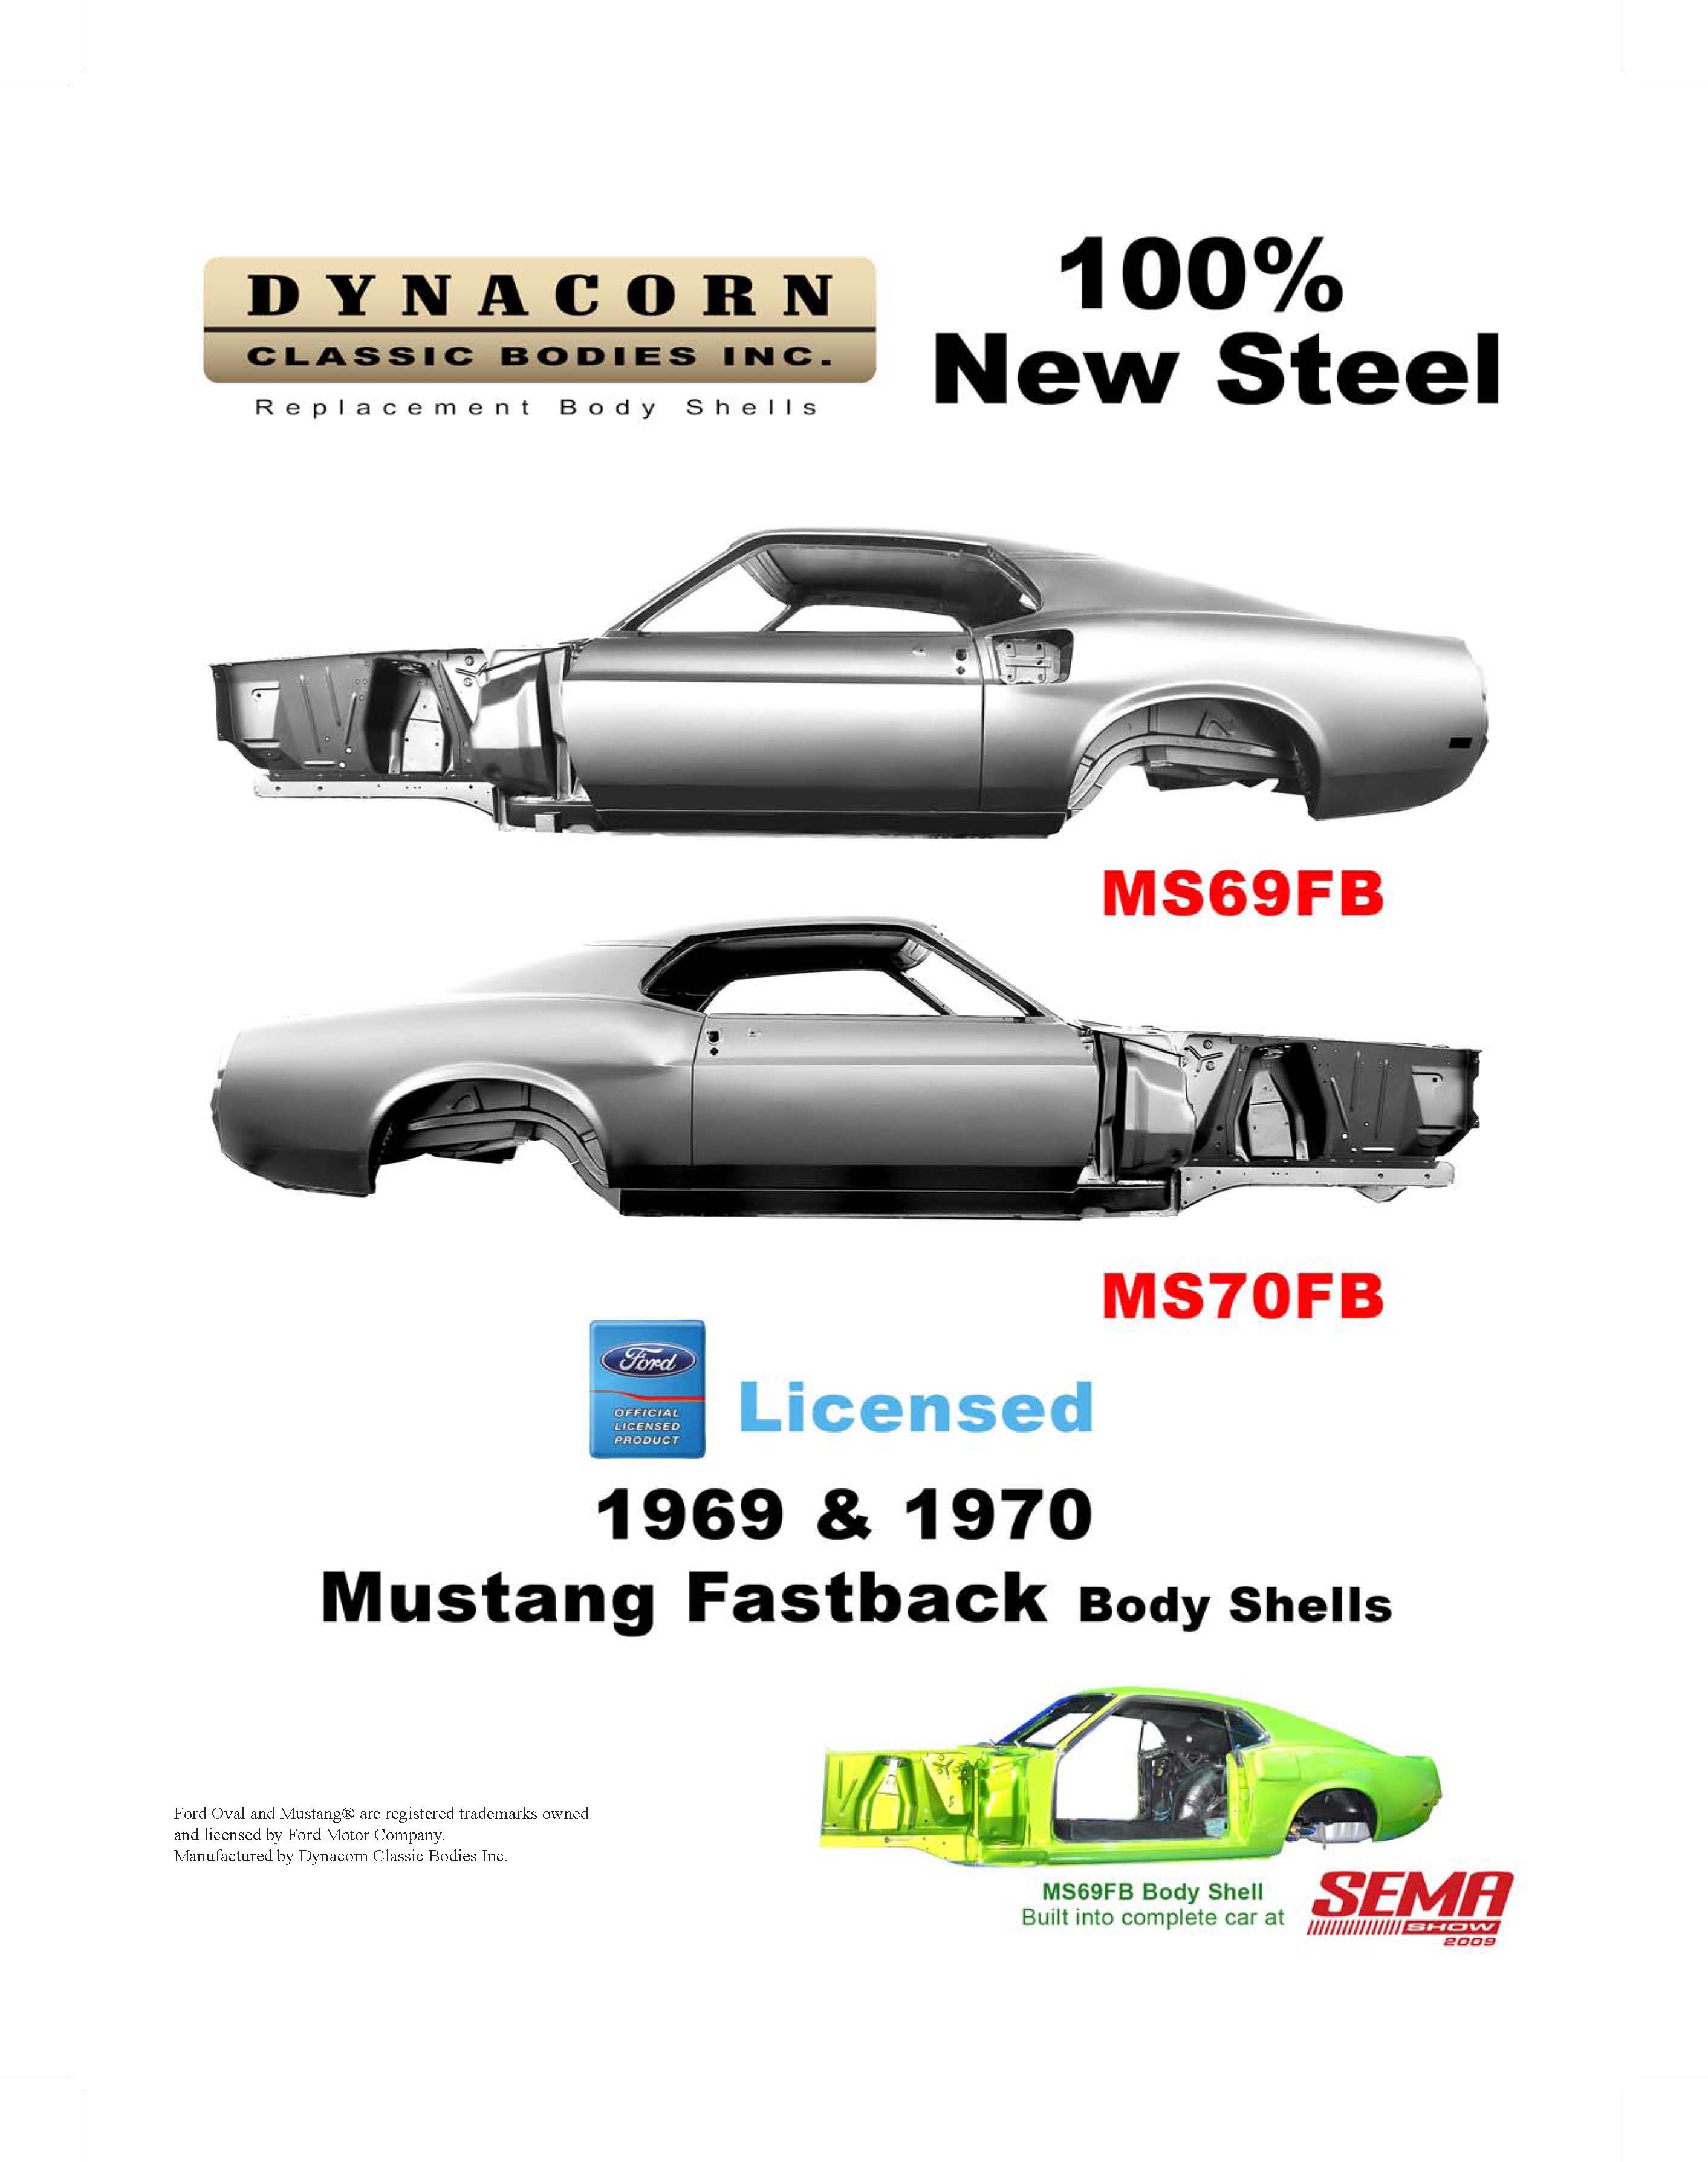 DYNACORN
CLASSIC BODIES INC.
Replacement Body Shells
100%
New Steel
MS69FB
MS70FB
Ford
OFFICIAL
LICENSED
PRODUCT
Licensed
1969 & 1970
Mustang Fastback Body Shells
Ford Oval and Mustang® are registered trademarks owned
and licensed by Ford Motor Company.
Manufactured by Dynacorn Classic Bodies Inc.
MS69FB Body Shell
Built into complete car at
SEMA
SHOW
2009